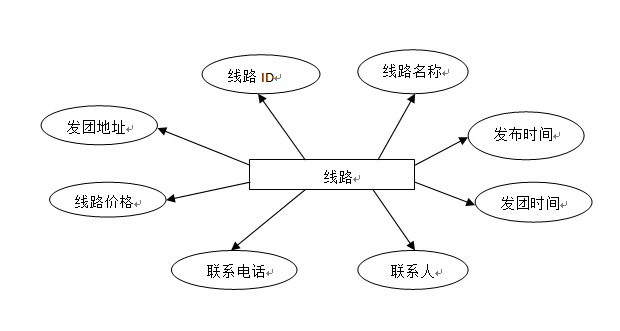 线路 ID
线路名称
发团地址
发布时间
线路
线路价格
发团时间
联系电话
联系人